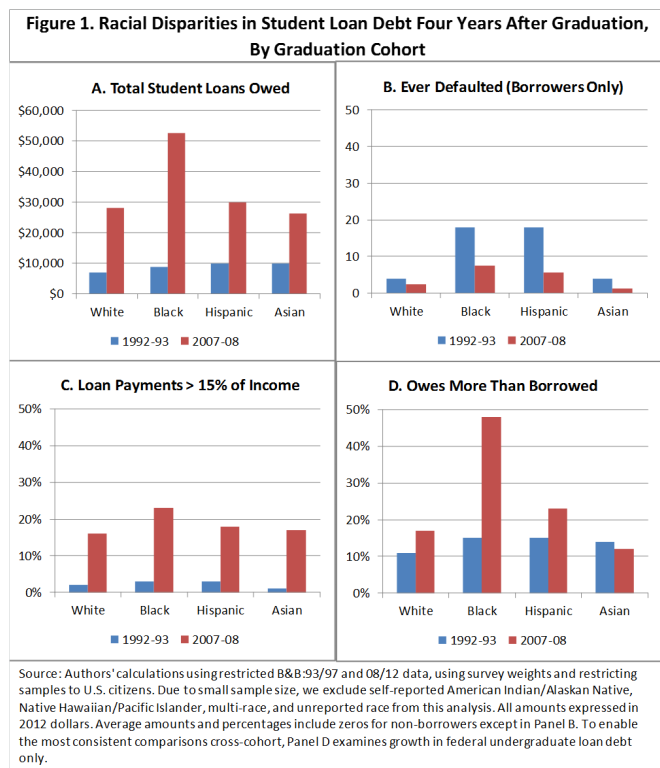 Figure 1. Racial Disparities in Student Loan Debt Four Years After Graduation,
By Graduation Cohort
A. Total Student Loans Owed
$60,000
$50,000
$40,000
$30,000
$20,000
$10,000
$0
White Black Hispanic Asian
1992-93 2007-08
B. Ever Defaulted (Borrowers Only)
50
40
30
20
10
0
White Black Hispanic Asian
1992-93 2007-08
C. Loan Payments > 15% of Income
50%
40%
30%
20%
10%
0%
White Black Hispanic Asian
1992-93 2007-08
D. Owes More Than Borrowed
50%
40%
30%
20%
10%
0%
White Black Hispanic Asian
1992-93 2007-08
Source: Authors' calculations using restricted B&B:93/97 and 08/12 data, using survey weights and restricting
samples to U.S. citizens. Due to small sample size, we exclude self-reported American Indian/Alaskan Native,
Native Hawaiian/Pacific Islander, multi-race, and unreported race from this analysis. All amounts expressed in
2012 dollars. Average amounts and percentages include zeros for non-borrowers except in Panel B. To enable
the most consistent comparisons cross-cohort, Panel D examines growth in federal undergraduate loan debt
only.